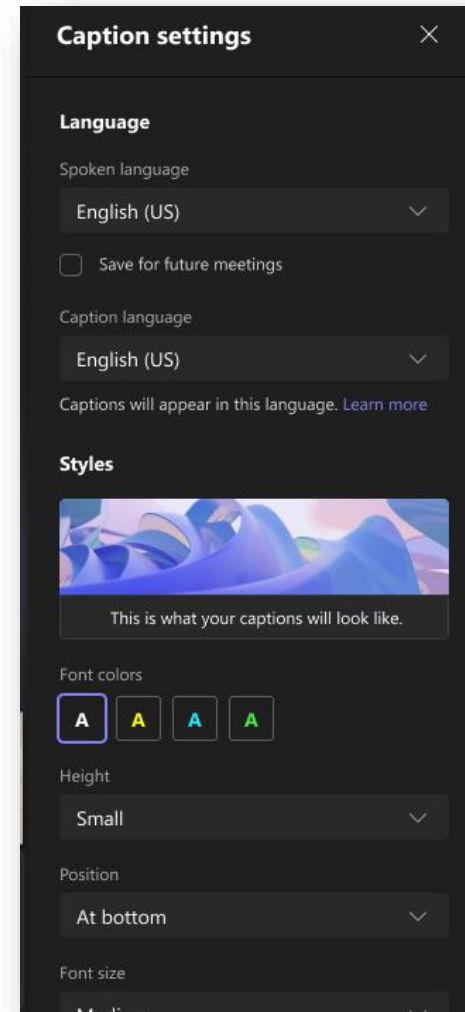 Caption settings
Language
Spoken language
English (US)
Save for future meetings
Caption language
English (US)
Captions will appear in this language. Learn more
Styles
This is what your captions will look like.
Font colors
A A A A
Height
Small
Position
At bottom
Font size